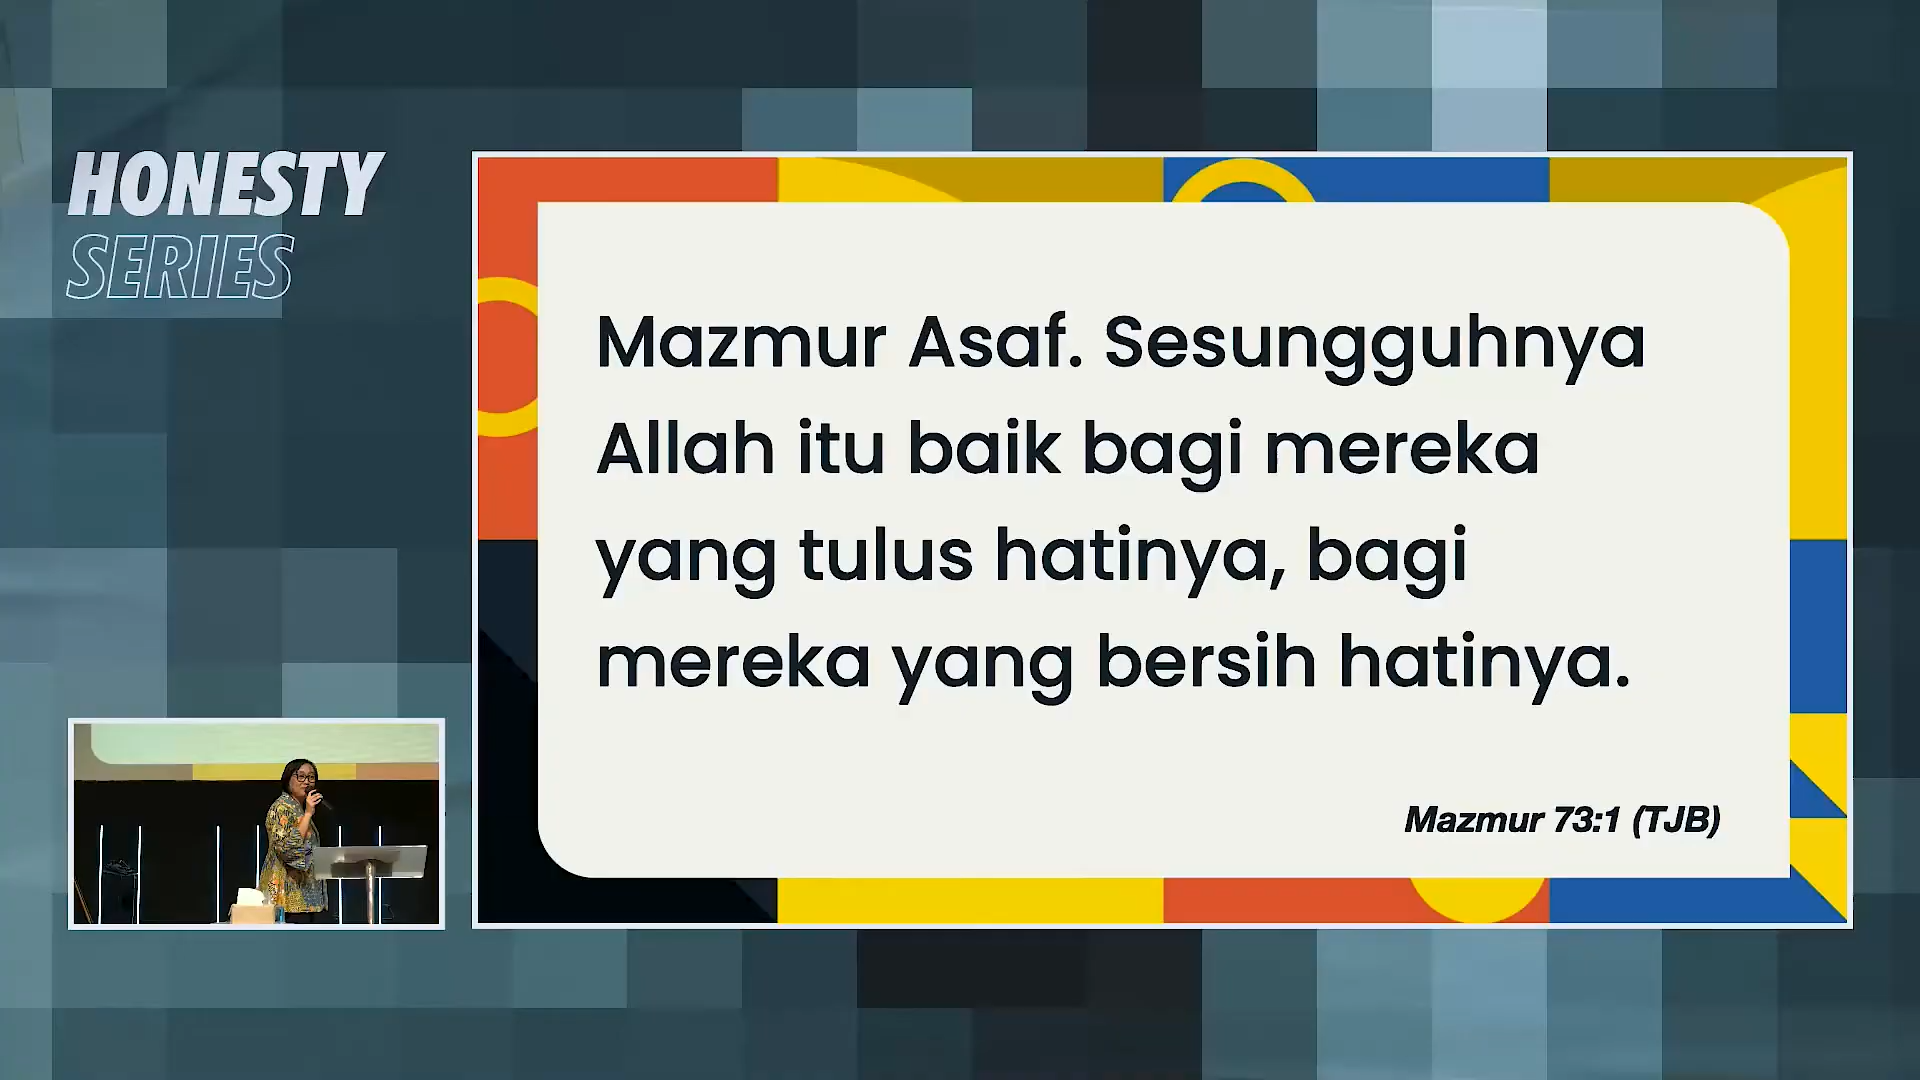 HONESTY
SERIES
Mazmur Asaf. Sesungguhnya
Allah itu baik bagi mereka
yang tulus hatinya, bagi
mereka yang bersih hatinya.
Mazmur 73:1 (TJB)